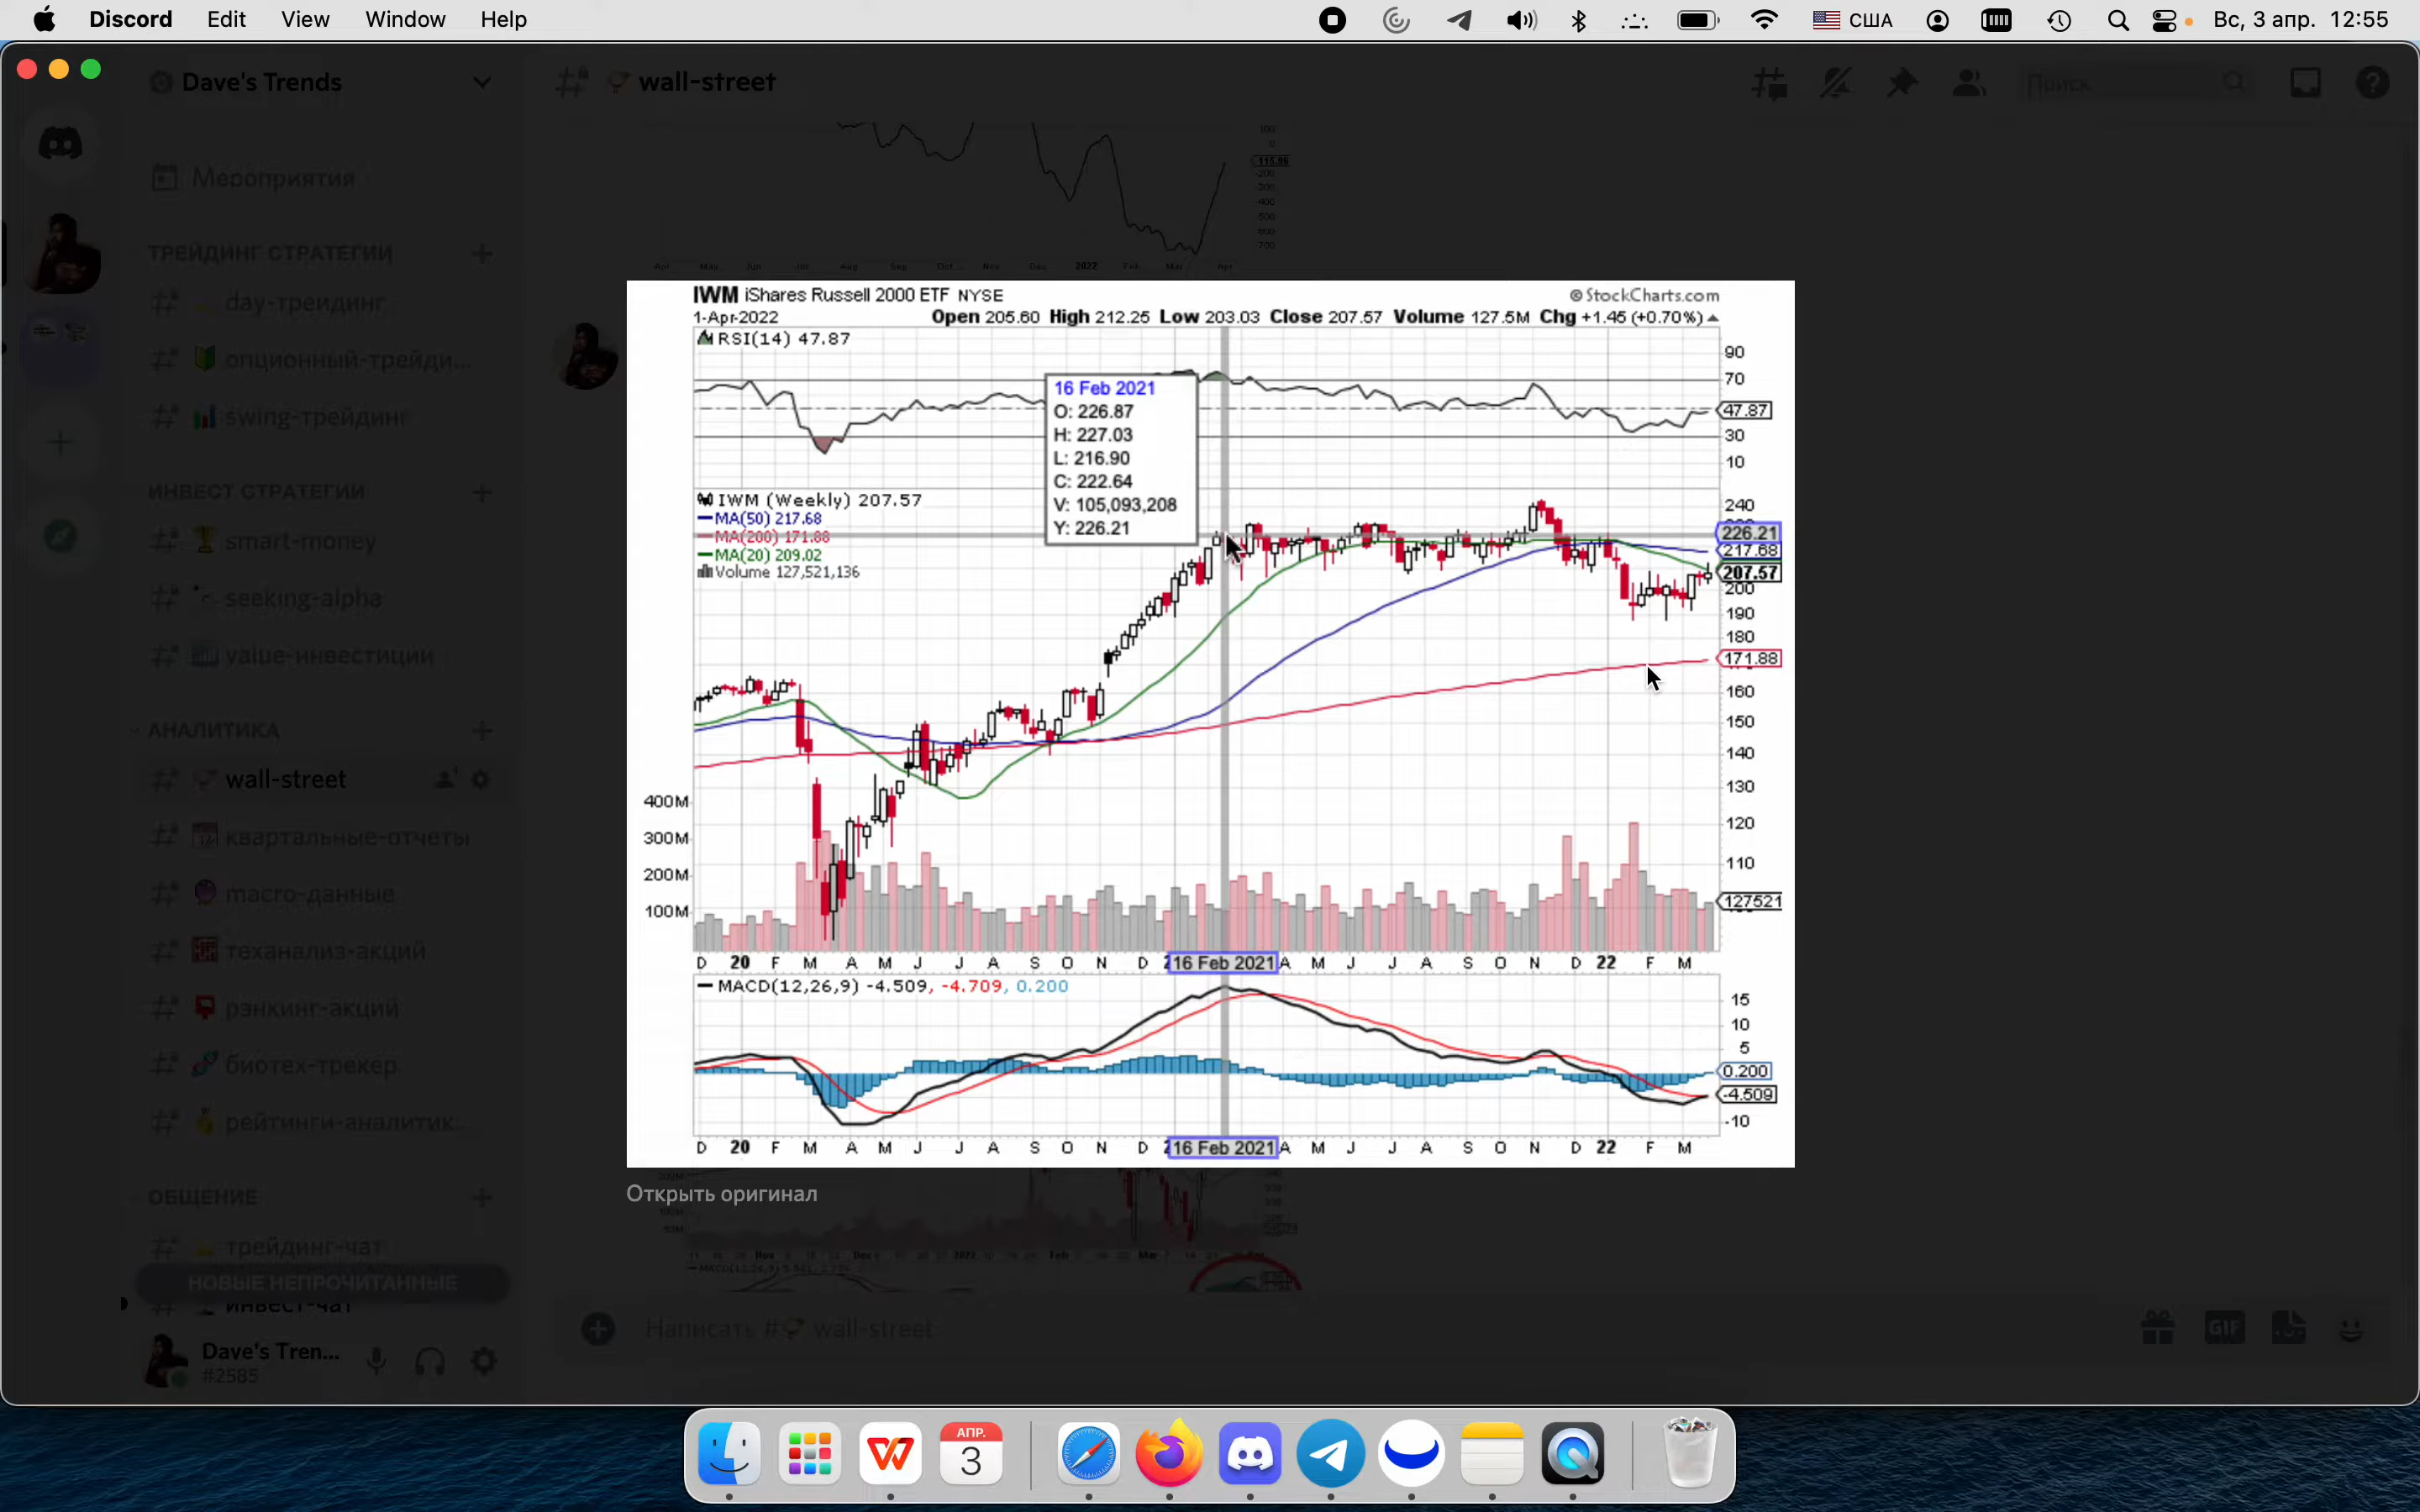 Discord Edit View Window Help США Вс, 3 апр. 12:55
Dave's Trends
wall-street
Поиск
Мероприятия
ТРЕЙДИНГ СТРАТЕГИИ
day-трейдинг
опционный-трейди...
swing-трейдинг
ИНВЕСТ СТРАТЕГИИ
smart-money
seeking-alpha
value-инвестиции
АНАЛИТИКА
wall-street
квартальные-отчеты
макро-данные
теханализ-акций
рэнкинг-акций
биотех-трекер
рейтинги-аналитик...
ОБЩЕНИЕ
трейдинг-чат
НОВЫЕ НЕПРОЧИТАННЫЕ
инвест-чат
Dave's Tren...
#2585
IWM iShares Russell 2000 ETF NYSE
© StockCharts.com
1-Apr-2022
Open 205.60 High 212.25 Low 203.03 Close 207.57 Volume 127.5M Chg +1.45 (+0.70%)
RSI(14) 47.87
90
70
47.87
30
10
16 Feb 2021
O: 226.87
H: 227.03
L: 216.90
C: 222.64
V: 105,093,208
Y: 226.21
IWM (Weekly) 207.57
MA(50) 217.68
MA(200) 171.88
MA(20) 209.02
Volume 127,521,136
240
226.21
217.68
207.57
200
190
180
171.88
160
150
140
130
120
110
127521
400M
300M
200M
100M
D 20 F M A M J J A S O N D 16 Feb 2021 A M J J A S O N D 22 F M
MACD(12,26,9) -4.509, -4.709, 0.200
15
10
5
0.200
-4.509
-10
D 20 F M A M J J A S O N D 16 Feb 2021 A M J J A S O N D 22 F M
Открыть оригинал
Написать # wall-street
GIF
АПР.
3